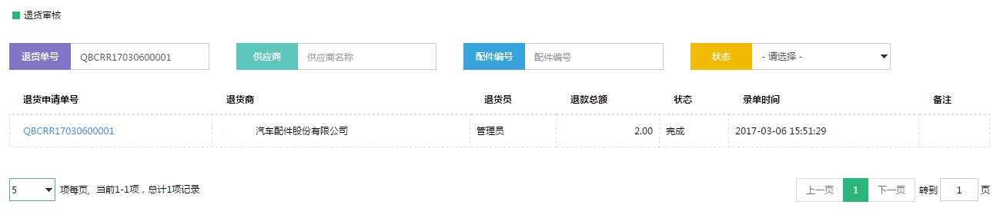 退货审核
退货单号 QBCRR17030600001 供应商 供应商名称 配件编号 配件编号 状态 - 请选择 -
退货申请单号 退货商 退货员 退款总额 状态 录单时间 备注
QBCRR17030600001 汽车配件股份有限公司 管理员 2.00 完成 2017-03-06 15:51:29
5 项每页, 当前1-1项，总计1项记录 上一页 1 下一页 转到 1 页